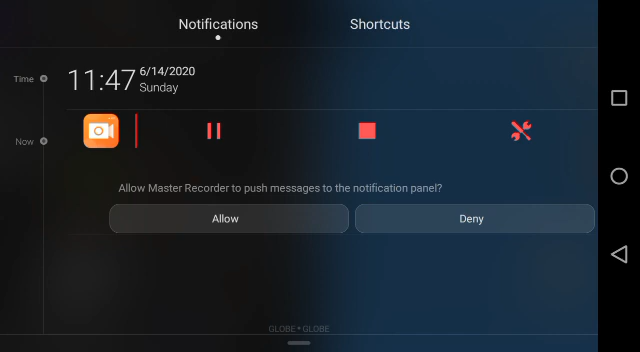 Notifications
Shortcuts
Time
11:47
6/14/2020
Sunday
Now
Allow Master Recorder to push messages to the notification panel?
Allow
Deny
GLOBE • GLOBE